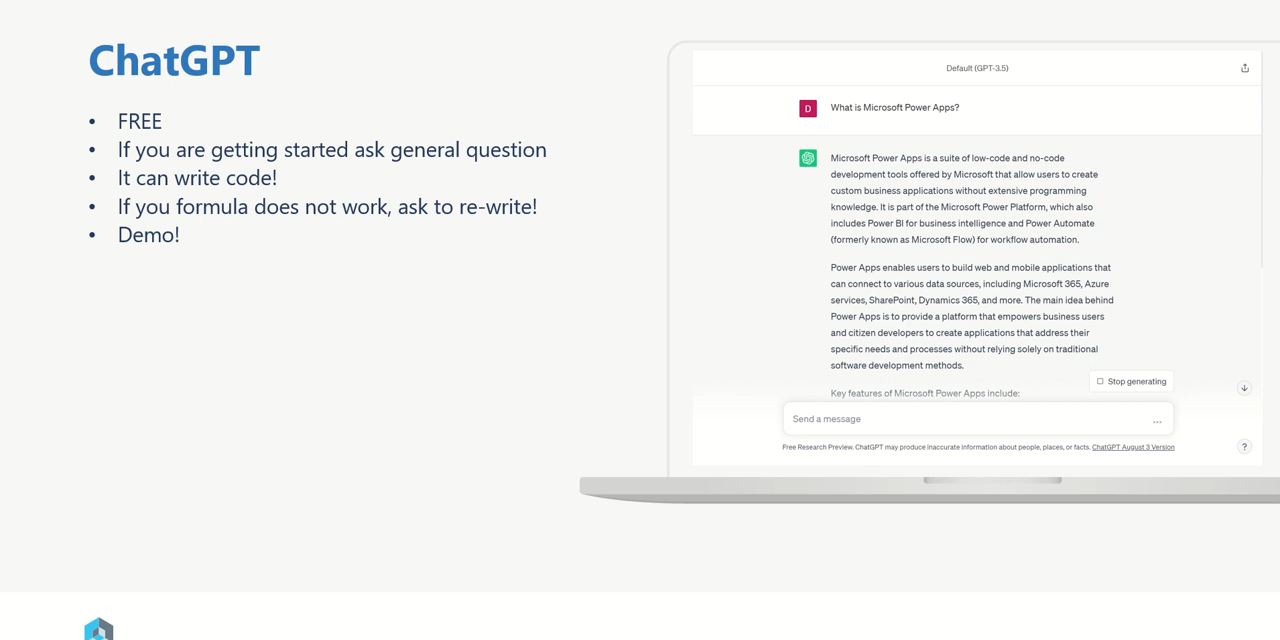 ChatGPT
• FREE
• If you are getting started ask general question
• It can write code!
• If you formula does not work, ask to re-write!
• Demo!
Default (GPT-3.5)
D
What is Microsoft Power Apps?
Microsoft Power Apps is a suite of low-code and no-code
development tools offered by Microsoft that allow users to create
custom business applications without extensive programming
knowledge. It is part of the Microsoft Power Platform, which also
includes Power BI for business intelligence and Power Automate
(formerly known as Microsoft Flow) for workflow automation.
Power Apps enables users to build web and mobile applications that
can connect to various data sources, including Microsoft 365, Azure
services, SharePoint, Dynamics 365, and more. The main idea behind
Power Apps is to provide a platform that empowers business users
and citizen developers to create applications that address their
specific needs and processes without relying solely on traditional
software development methods.
Stop generating
Key features of Microsoft Power Apps include:
Send a message
...
Free Research Preview. ChatGPT may produce inaccurate information about people, places, or facts. ChatGPT August 3 Version
?